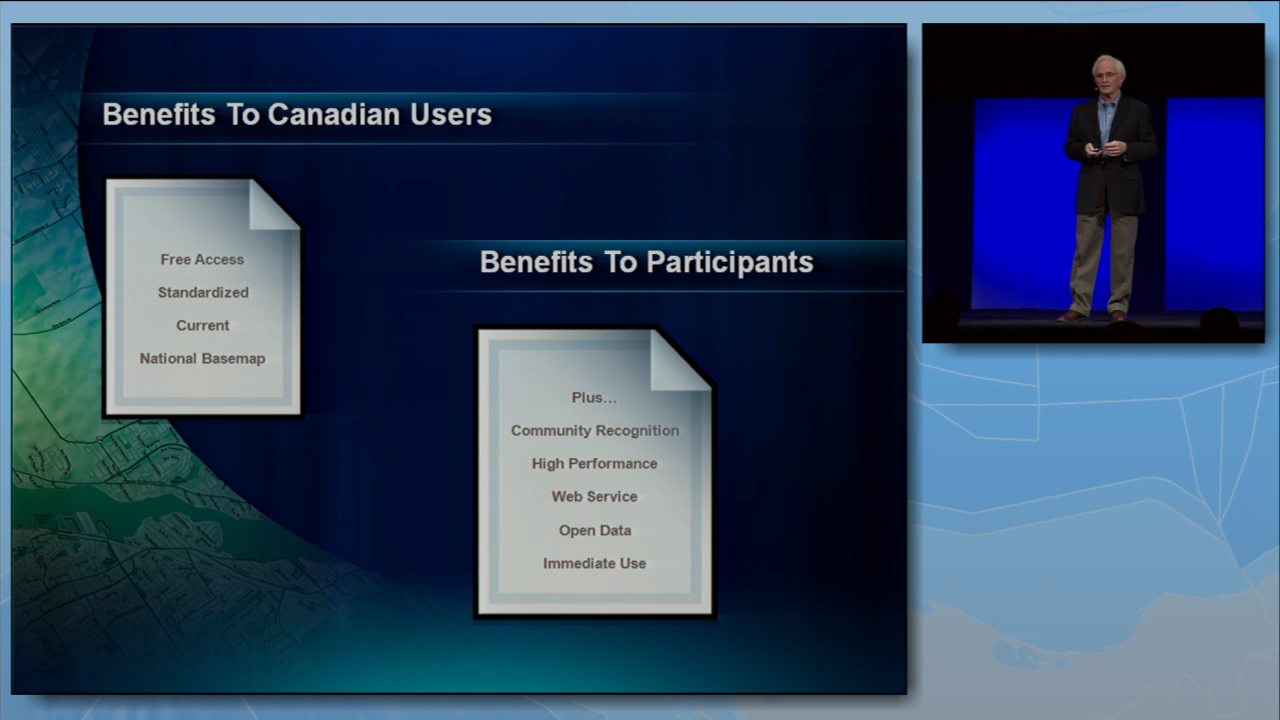 Benefits To Canadian Users
Free Access
Standardized
Current
National Basemap
Benefits To Participants
Plus...
Community Recognition
High Performance
Web Service
Open Data
Immediate Use